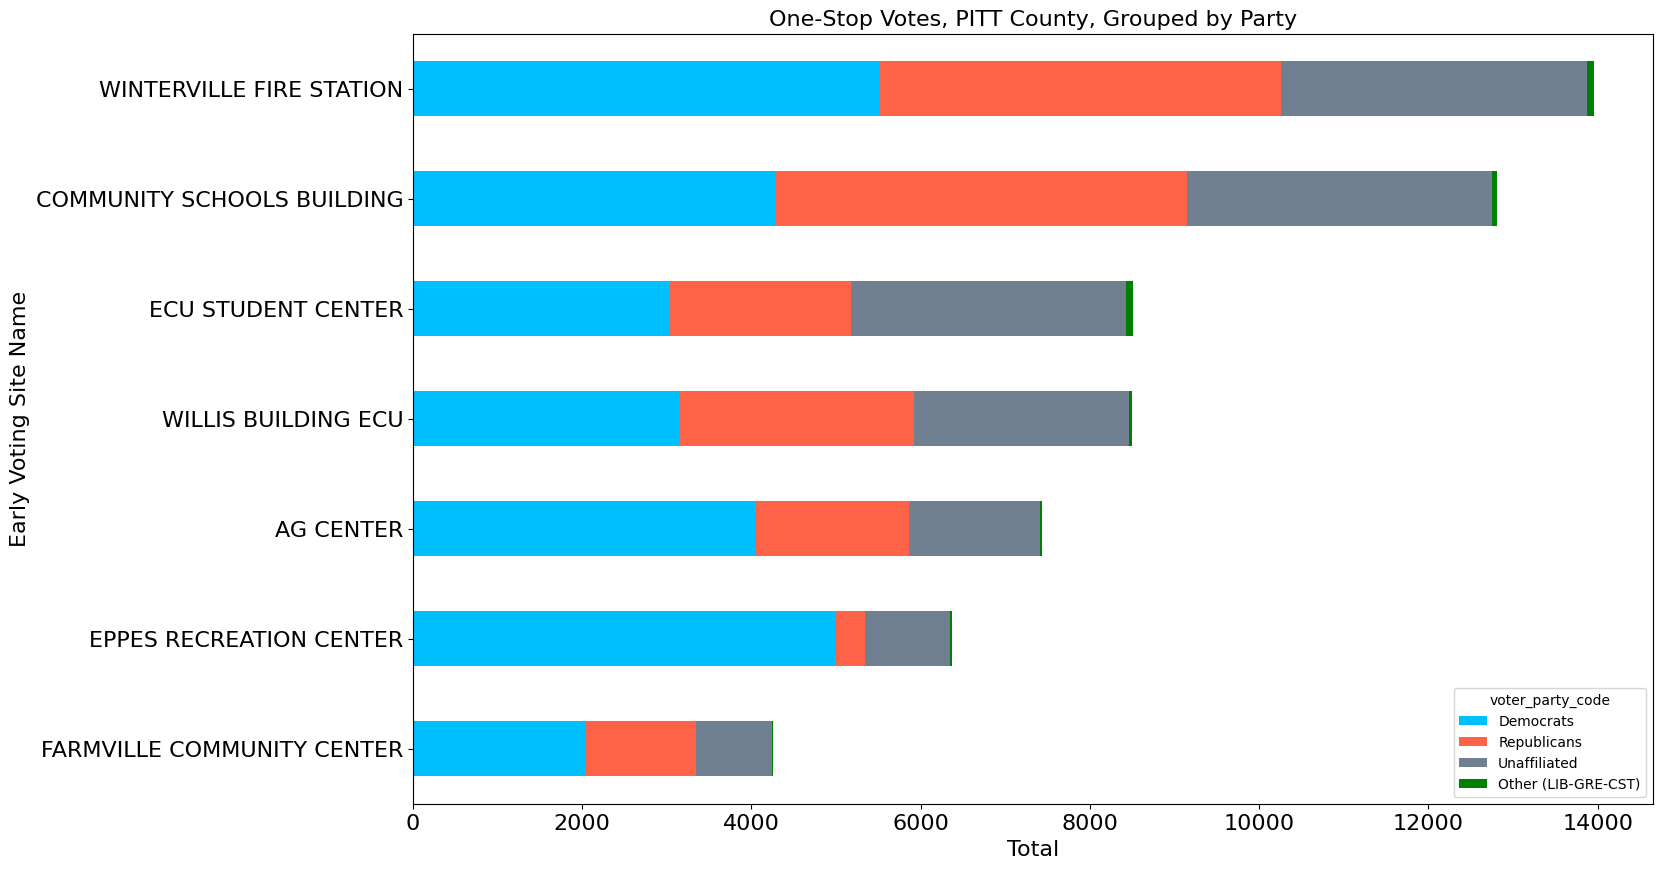 One-Stop Votes, PITT County, Grouped by Party
Early Voting Site Name
WINTERVILLE FIRE STATION
COMMUNITY SCHOOLS BUILDING
ECU STUDENT CENTER
WILLIS BUILDING ECU
AG CENTER
EPPES RECREATION CENTER
FARMVILLE COMMUNITY CENTER
voter_party_code
Democrats
Republicans
Unaffiliated
Other (LIB-GRE-CST)
0 2000 4000 6000 8000 10000 12000 14000
Total